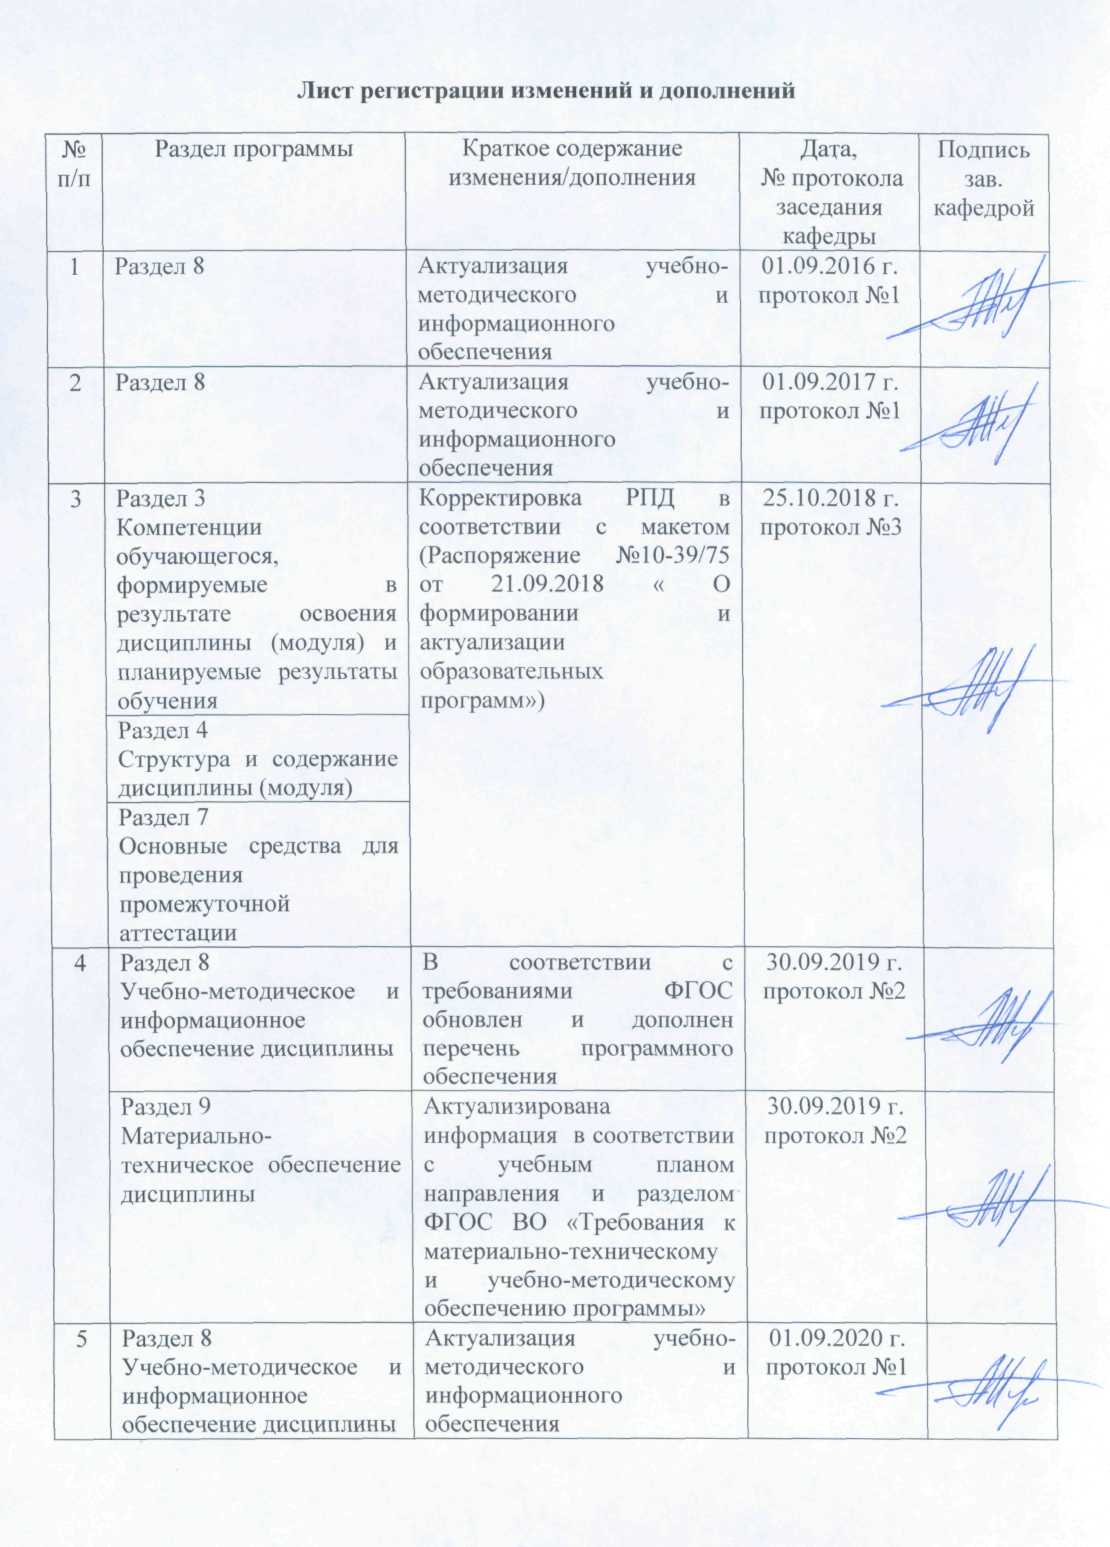 Лист регистрации изменений и дополнений
№
п/п
Раздел программы
Краткое содержание
изменения/дополнения
Дата,
№ протокола
заседания
кафедры
Подпись
зав.
кафедрой
1
Раздел 8
Актуализация учебно-
методического и
информационного
обеспечения
01.09.2016 г.
протокол №1
2
Раздел 8
Актуализация учебно-
методического и
информационного
обеспечения
01.09.2017 г.
протокол №1
3
Раздел 3
Компетенции
обучающегося,
формируемые в
результате освоения
дисциплины (модуля) и
планируемые результаты
обучения
Раздел 4
Структура и содержание
дисциплины (модуля)
Раздел 7
Основные средства для
проведения
промежуточной
аттестации
Корректировка РПД в
соответствии с макетом
(Распоряжение №10-39/75
от 21.09.2018 « О
формировании и
актуализации
образовательных
программ»)
25.10.2018 г.
протокол №3
4
Раздел 8
Учебно-методическое и
информационное
обеспечение дисциплины
В соответствии с
требованиями ФГОС
обновлен и дополнен
перечень программного
обеспечения
30.09.2019 г.
протокол №2
Раздел 9
Материально-
техническое обеспечение
дисциплины
Актуализирована
информация в соответствии
с учебным планом
направления и разделом
ФГОС ВО «Требования к
материально-техническому
и учебно-методическому
обеспечению программы»
30.09.2019 г.
протокол №2
5
Раздел 8
Учебно-методическое и
информационное
обеспечение дисциплины
Актуализация учебно-
методического и
информационного
обеспечения
01.09.2020 г.
протокол №1